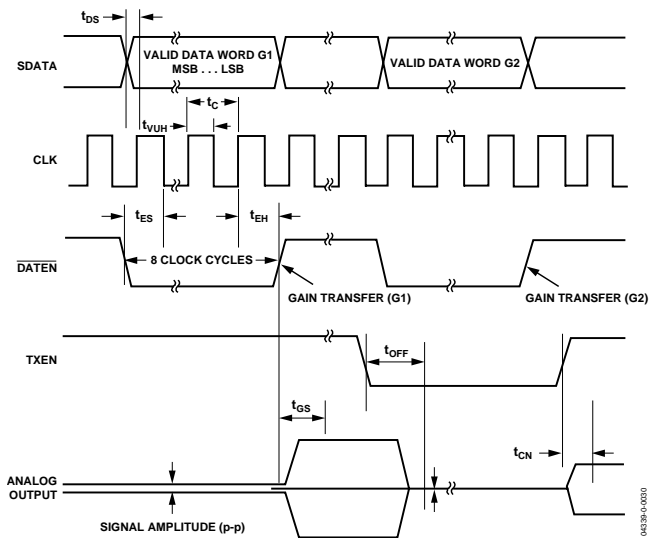 tDS
SDATA
VALID DATA WORD G1
MSB . . . LSB
VALID DATA WORD G2
tC
tVUH
CLK
tES
tEH
DATEN
8 CLOCK CYCLES
GAIN TRANSFER (G1)
GAIN TRANSFER (G2)
TXEN
tOFF
tGS
tCN
ANALOG
OUTPUT
SIGNAL AMPLITUDE (p-p)
04339-0-0030